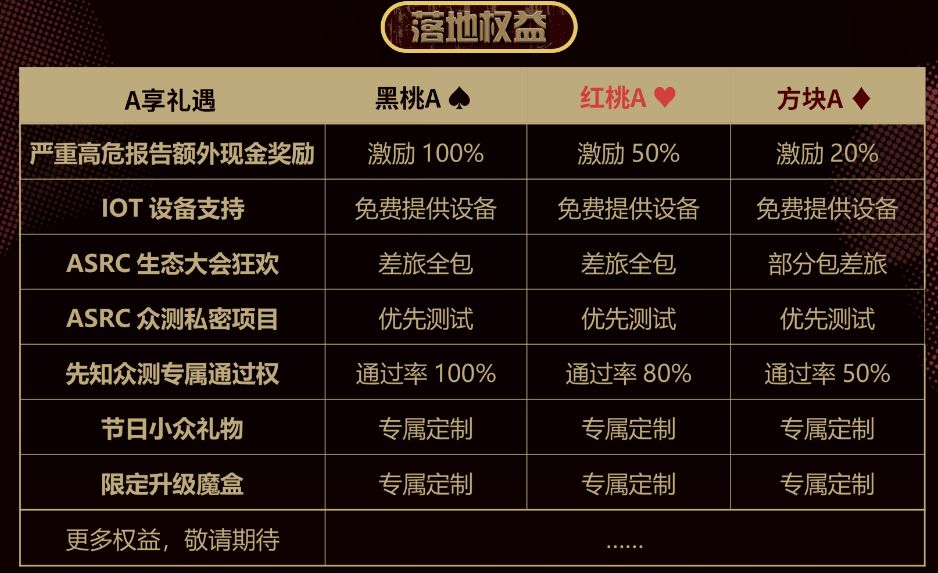 落地权益
A享礼遇 黑桃A ♠ 红桃A ♥ 方块A ♦
严重高危报告额外现金奖励 激励 100% 激励 50% 激励 20%
IOT 设备支持 免费提供设备 免费提供设备 免费提供设备
ASRC 生态大会狂欢 差旅全包 差旅全包 部分包差旅
ASRC 众测私密项目 优先测试 优先测试 优先测试
先知众测专属通过权 通过率 100% 通过率 80% 通过率 50%
节日小众礼物 专属定制 专属定制 专属定制
限定升级魔盒 专属定制 专属定制 专属定制
更多权益，敬请期待 ......